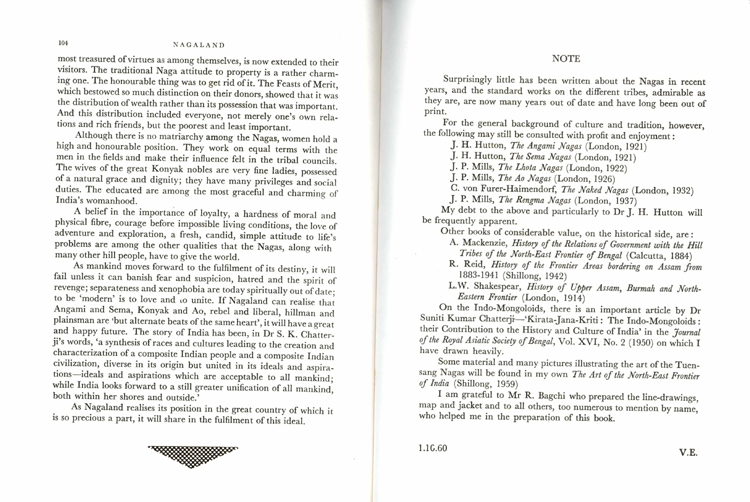 104
NAGALAND
most treasured of virtues as among themselves, is now extended to their
visitors. The traditional Naga attitude to property is a rather charm-
ing one. The honourable thing was to get rid of it. The Feasts of Merit,
which bestowed so much distinction on their donors, showed that it was
the distribution of wealth rather than its possession that was important.
And this distribution included everyone, not merely one's own rela-
tions and rich friends, but the poorest and least important.
Although there is no matriarchy among the Nagas, women hold a
high and honourable position. They work on equal terms with the
men in the fields and make their influence felt in the tribal councils.
The wives of the great Konyak nobles are very fine ladies, possessed
of a natural grace and dignity; they have many privileges and social
duties. The educated are among the most graceful and charming of
India's womanhood.
A belief in the importance of loyalty, a hardness of moral and
physical fibre, courage before impossible living conditions, the love of
adventure and exploration, a fresh, candid, simple attitude to life's
problems are among the other qualities that the Nagas, along with
many other hill people, have to give the world.
As mankind moves forward to the fulfilment of its destiny, it will
fail unless it can banish fear and suspicion, hatred and the spirit of
revenge; separateness and xenophobia are today spiritually out of date;
to be 'modern' is to love and to unite. If Nagaland can realise that
Angami and Sema, Konyak and Ao, rebel and liberal, hillman and
plainsman are 'but alternate beats of the same heart', it will have a great
and happy future. The story of India has been, in Dr S. K. Chatter-
ji's words, 'a synthesis of races and cultures leading to the creation and
characterization of a composite Indian people and a composite Indian
civilization, diverse in its origin but united in its ideals and aspira-
tions—ideals and aspirations which are acceptable to all mankind;
while India looks forward to a still greater unification of all mankind,
both within her shores and outside.'
As Nagaland realises its position in the great country of which it
is so precious a part, it will share in the fulfilment of this ideal.
NOTE
Surprisingly little has been written about the Nagas in recent
years, and the standard works on the different tribes, admirable as
they are, are now many years out of date and have long been out of
print.
For the general background of culture and tradition, however,
the following may still be consulted with profit and enjoyment:
J. H. Hutton, The Angami Nagas (London, 1921)
J. H. Hutton, The Sema Nagas (London, 1921)
J. P. Mills, The Lhota Nagas (London, 1922)
J. P. Mills, The Ao Nagas (London, 1926)
C. von Furer-Haimendorf, The Naked Nagas (London, 1932)
J. P. Mills, The Rengma Nagas (London, 1937)
My debt to the above and particularly to Dr J. H. Hutton will
be frequently apparent.
Other books of considerable value, on the historical side, are:
A. Mackenzie, History of the Relations of Government with the Hill
Tribes of the North-East Frontier of Bengal (Calcutta, 1884)
R. Reid, History of the Frontier Areas bordering on Assam from
1883-1941 (Shillong, 1942)
L.W. Shakespear, History of Upper Assam, Burmah and North-
Eastern Frontier (London, 1914)
On the Indo-Mongoloids, there is an important article by Dr
Suniti Kumar Chatterji—'Kirata-Jana-Kriti: The Indo-Mongoloids:
their Contribution to the History and Culture of India' in the Journal
of the Royal Asiatic Society of Bengal, Vol. XVI, No. 2 (1950) on which I
have drawn heavily.
Some material and many pictures illustrating the art of the Tuen-
sang Nagas will be found in my own The Art of the North-East Frontier
of India (Shillong, 1959)
I am grateful to Mr R. Bagchi who prepared the line-drawings,
map and jacket and to all others, too numerous to mention by name,
who helped me in the preparation of this book.
1.10.60
V.E.